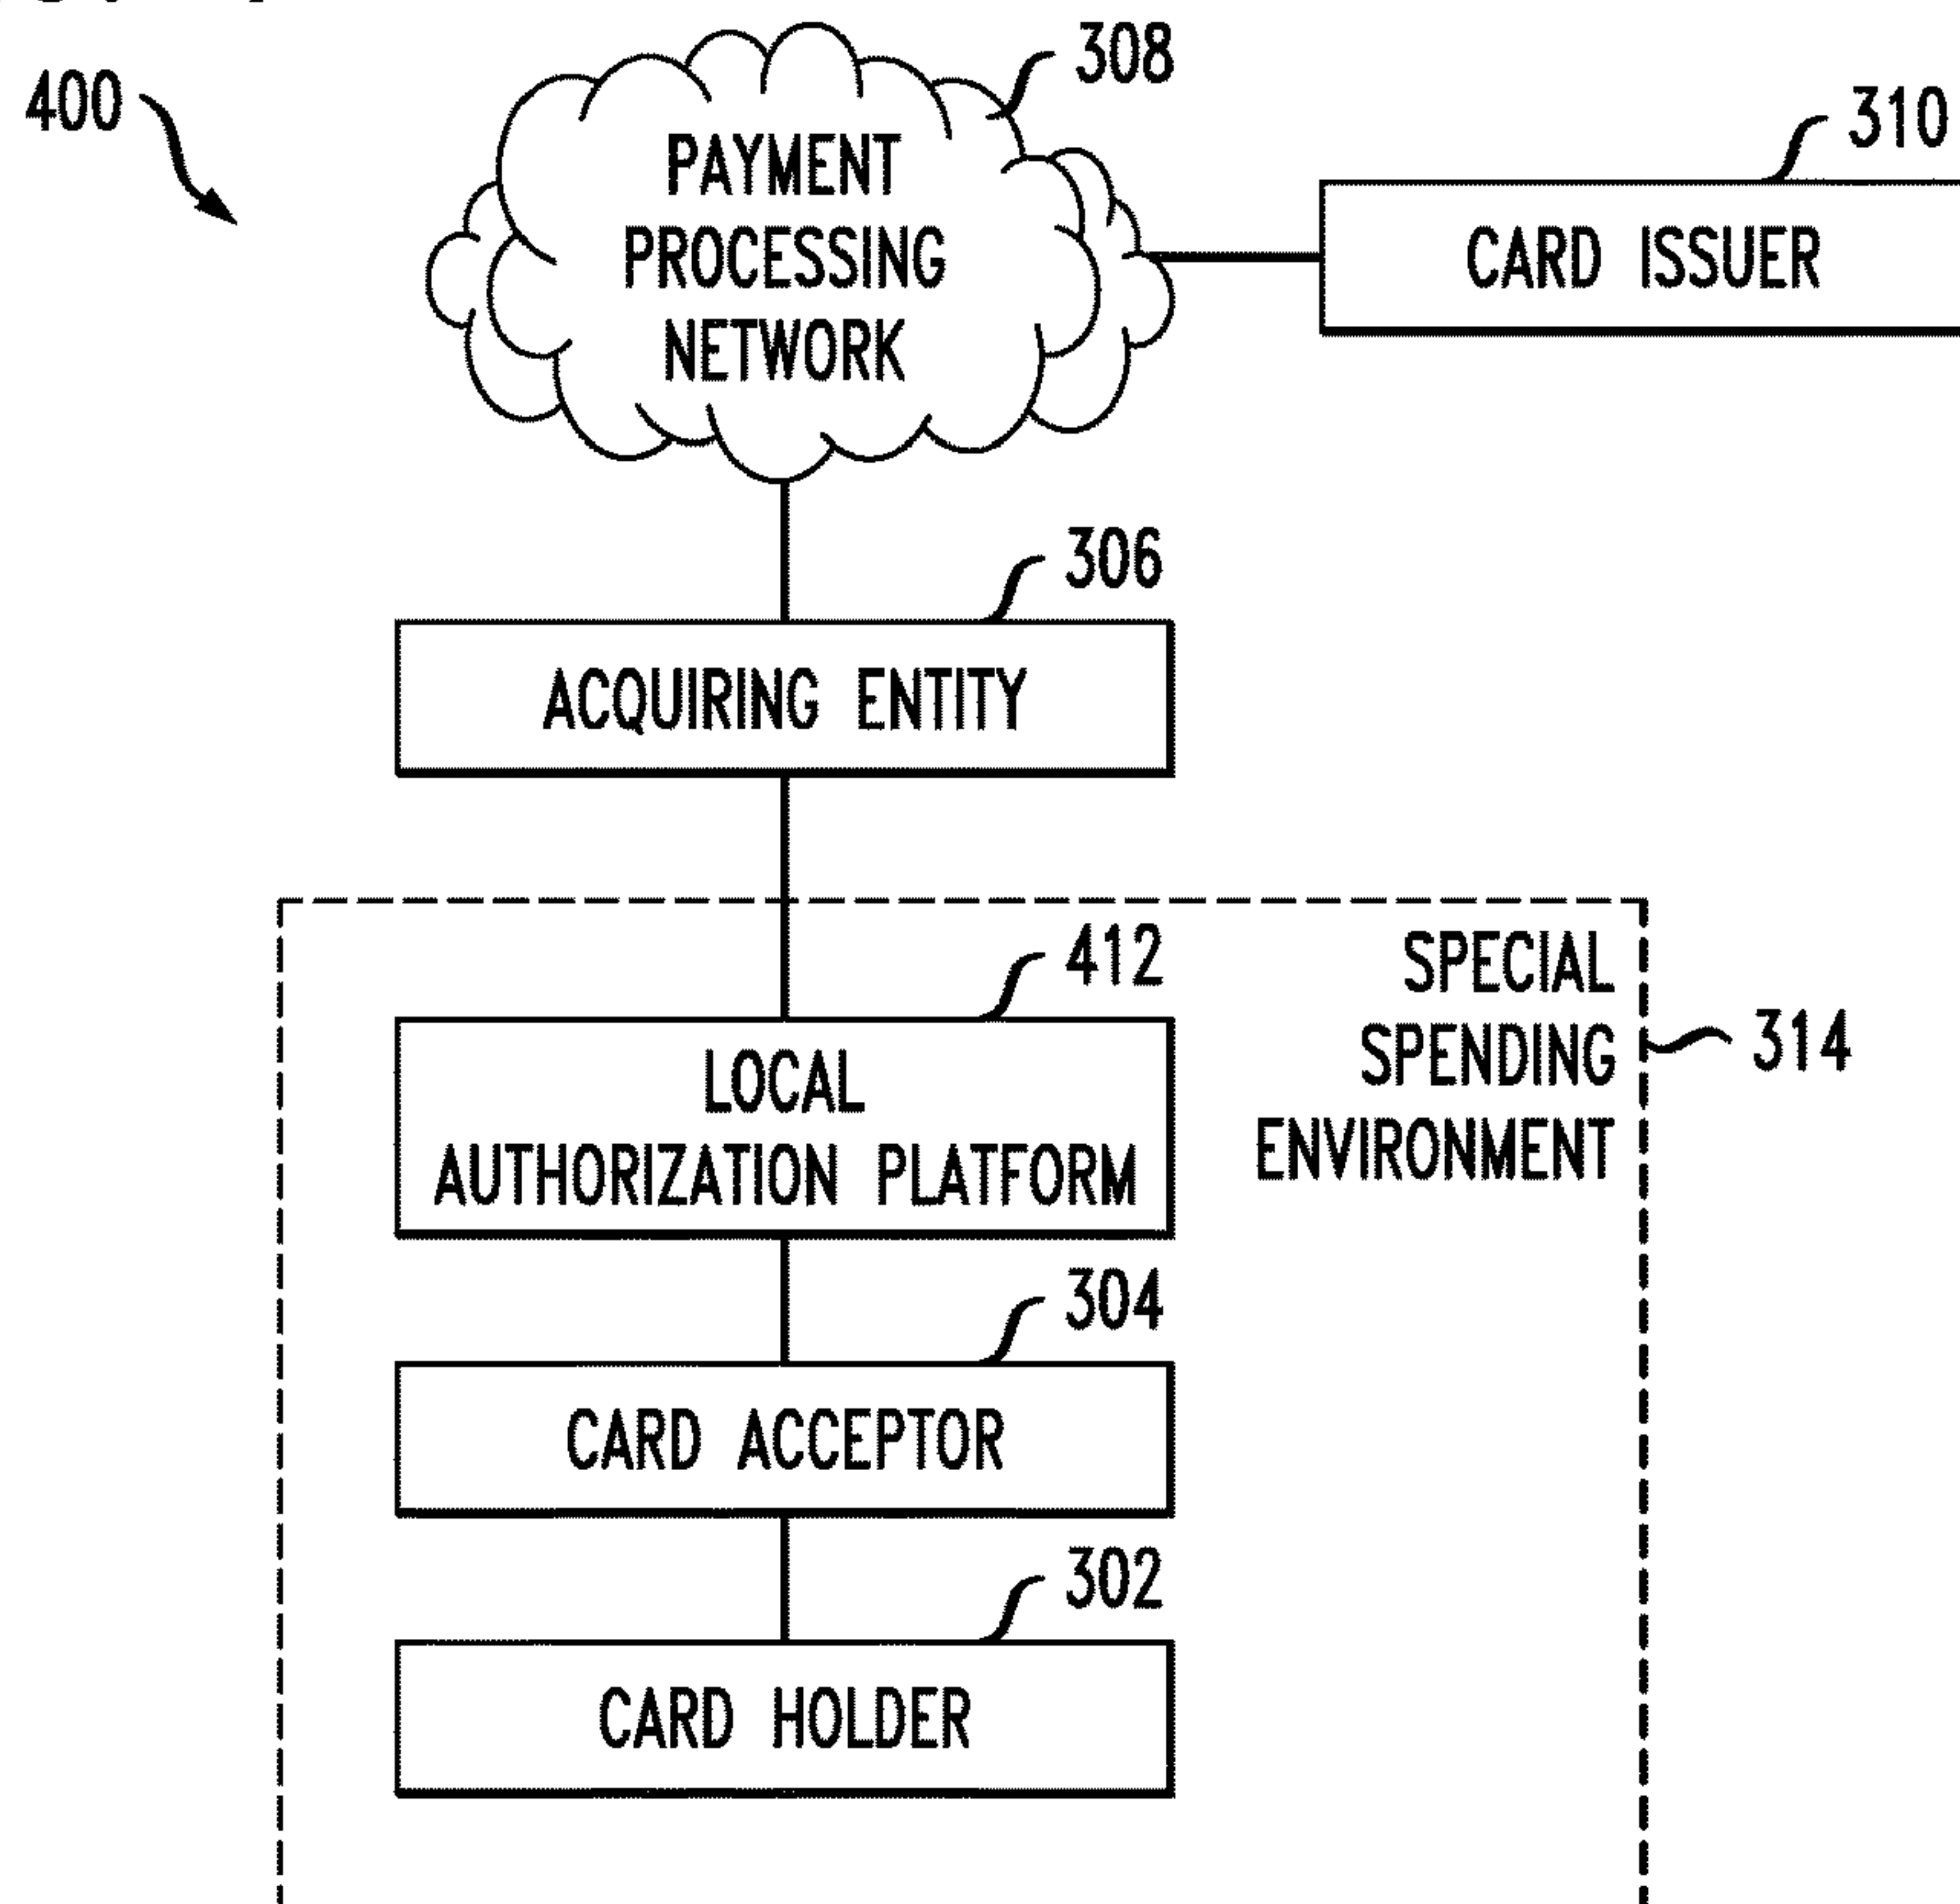 400
308
PAYMENT
PROCESSING
NETWORK
310
CARD ISSUER
306
ACQUIRING ENTITY
412
LOCAL
AUTHORIZATION PLATFORM
SPECIAL
SPENDING
ENVIRONMENT
314
304
CARD ACCEPTOR
302
CARD HOLDER